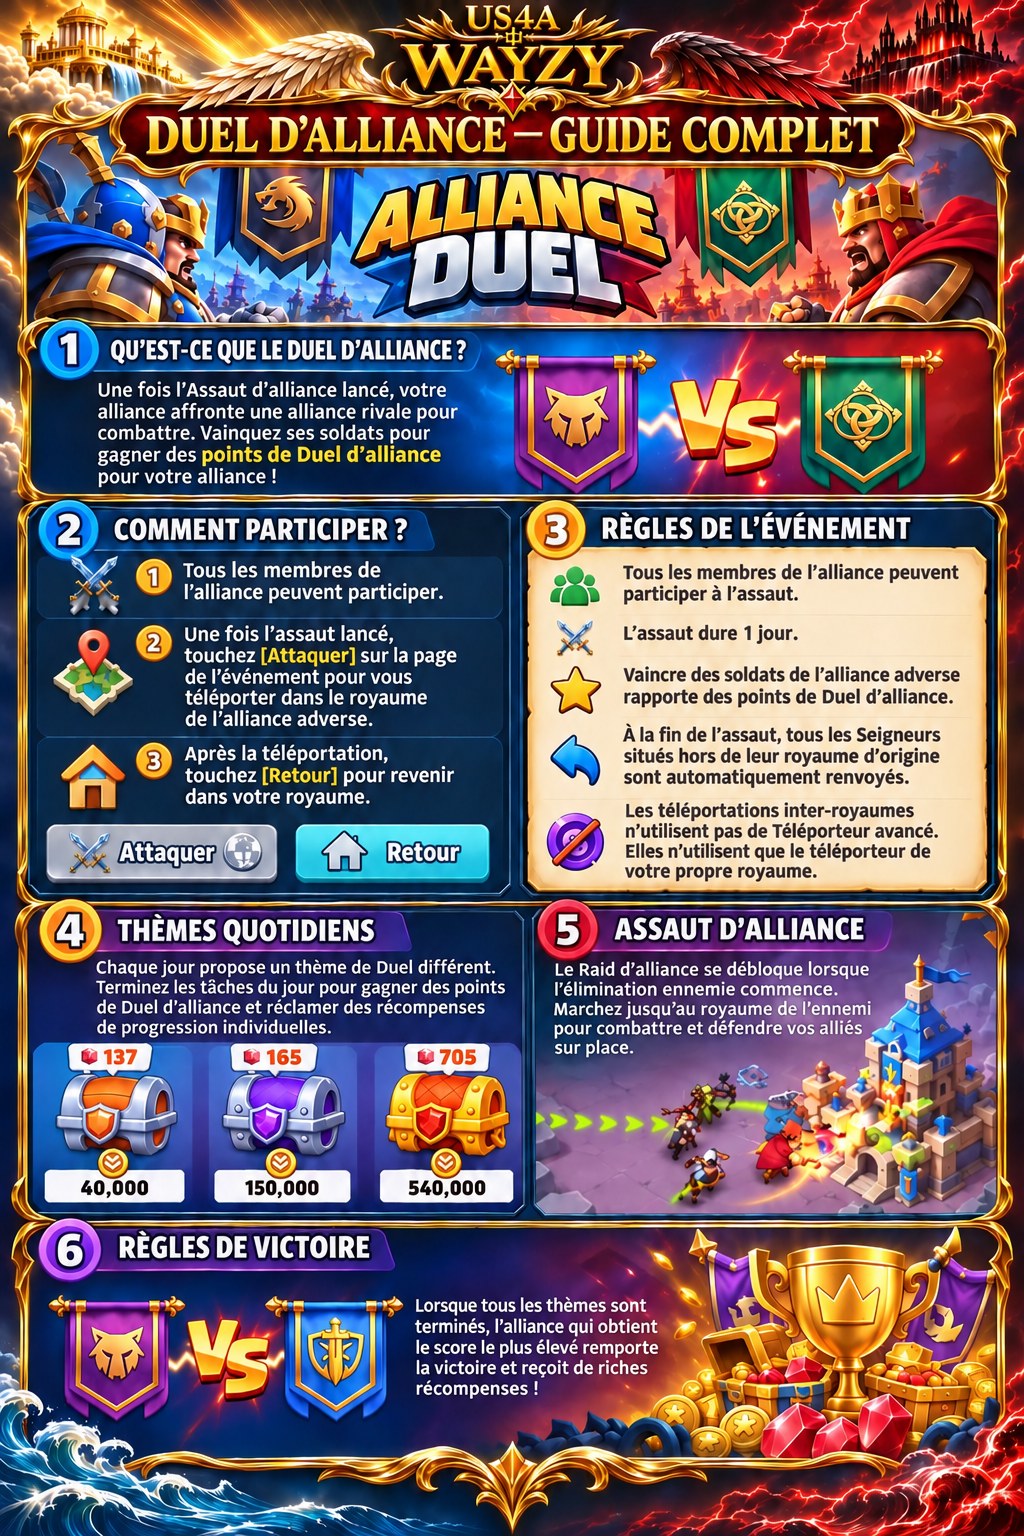 US4A
WAYZY
DUEL D'ALLIANCE – GUIDE COMPLET
ALLIANCE
DUEL
1 QU'EST-CE QUE LE DUEL D'ALLIANCE ?
Une fois l'Assaut d'alliance lancé, votre
alliance affronte une alliance rivale pour
combattre. Vainquez ses soldats pour
gagner des points de Duel d'alliance
pour votre alliance !
VS
2 COMMENT PARTICIPER ?
1 Tous les membres de
l'alliance peuvent participer.
2 Une fois l'assaut lancé,
touchez [Attaquer] sur la page
de l'événement pour vous
téléporter dans le royaume
de l'alliance adverse.
3 Après la téléportation,
touchez [Retour] pour revenir
dans votre royaume.
Attaquer
Retour
3 RÈGLES DE L'ÉVÉNEMENT
Tous les membres de l'alliance peuvent
participer à l'assaut.
L'assaut dure 1 jour.
Vaincre des soldats de l'alliance adverse
rapporte des points de Duel d'alliance.
À la fin de l'assaut, tous les Seigneurs
situés hors de leur royaume d'origine
sont automatiquement renvoyés.
Les téléportations inter-royaumes
n'utilisent pas de Téléporteur avancé.
Elles n'utilisent que le téléporteur de
votre propre royaume.
4 THÈMES QUOTIDIENS
Chaque jour propose un thème de Duel différent.
Terminez les tâches du jour pour gagner des points
de Duel d'alliance et réclamer des récompenses
de progression individuelles.
137
165
705
40,000
150,000
540,000
5 ASSAUT D'ALLIANCE
Le Raid d'alliance se débloque lorsque
l'élimination ennemie commence.
Marchez jusqu'au royaume de l'ennemi
pour combattre et défendre vos alliés
sur place.
6 RÈGLES DE VICTOIRE
VS
Lorsque tous les thèmes sont
terminés, l'alliance qui obtient
le score le plus élevé remporte
la victoire et reçoit de riches
récompenses !